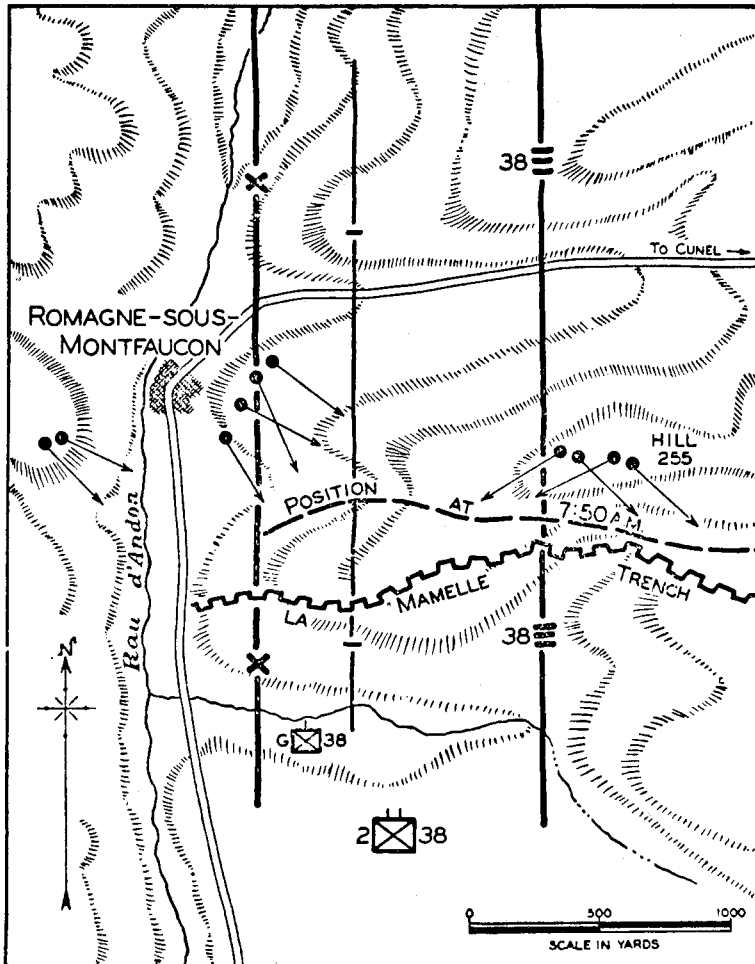 38
TO CUNEL
ROMAGNE-SOUS-
MONTFAUCON
HILL
255
POSITION AT 7:50 A.M.
Rau d'Andon
LA MAMELLE TRENCH
38
N
G 38
2 38
0 500 1000
SCALE IN YARDS